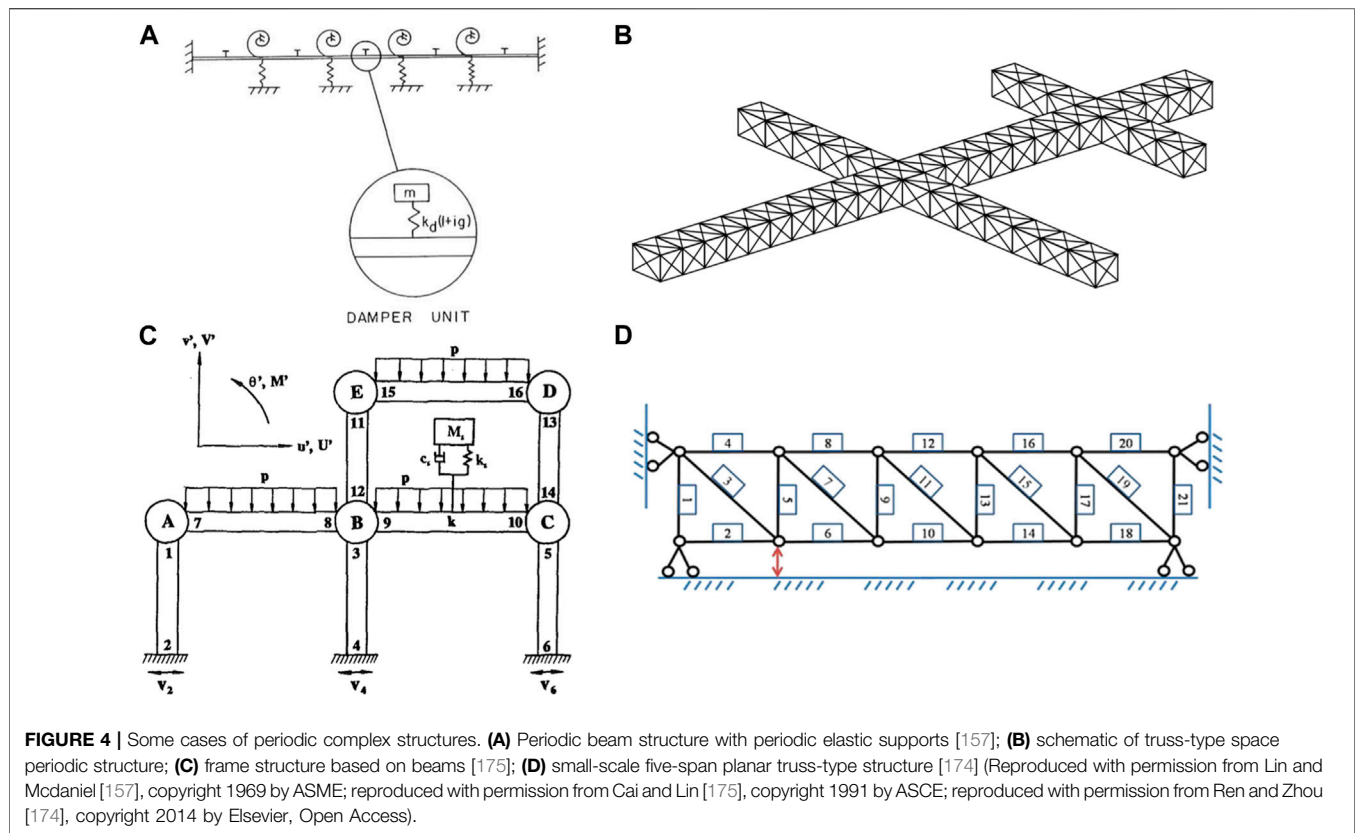 A
T
T
T
T
T
m
k_d(1+ig)
DAMPER UNIT
B
C
v', V'
θ', M'
u', U'
p
E
15
16
D
11
13
M_s
c_s
k_s
p
p
12
14
A
7
8
B
9
k
10
C
1
3
5
2
4
6
V_2
V_4
V_6
D
4
8
12
16
20
1
3
5
7
9
11
13
15
17
19
21
2
6
10
14
18
FIGURE 4 | Some cases of periodic complex structures. (A) Periodic beam structure with periodic elastic supports [157]; (B) schematic of truss-type space
periodic structure; (C) frame structure based on beams [175]; (D) small-scale five-span planar truss-type structure [174] (Reproduced with permission from Lin and
Mcdaniel [157], copyright 1969 by ASME; reproduced with permission from Cai and Lin [175], copyright 1991 by ASCE; reproduced with permission from Ren and Zhou
[174], copyright 2014 by Elsevier, Open Access).